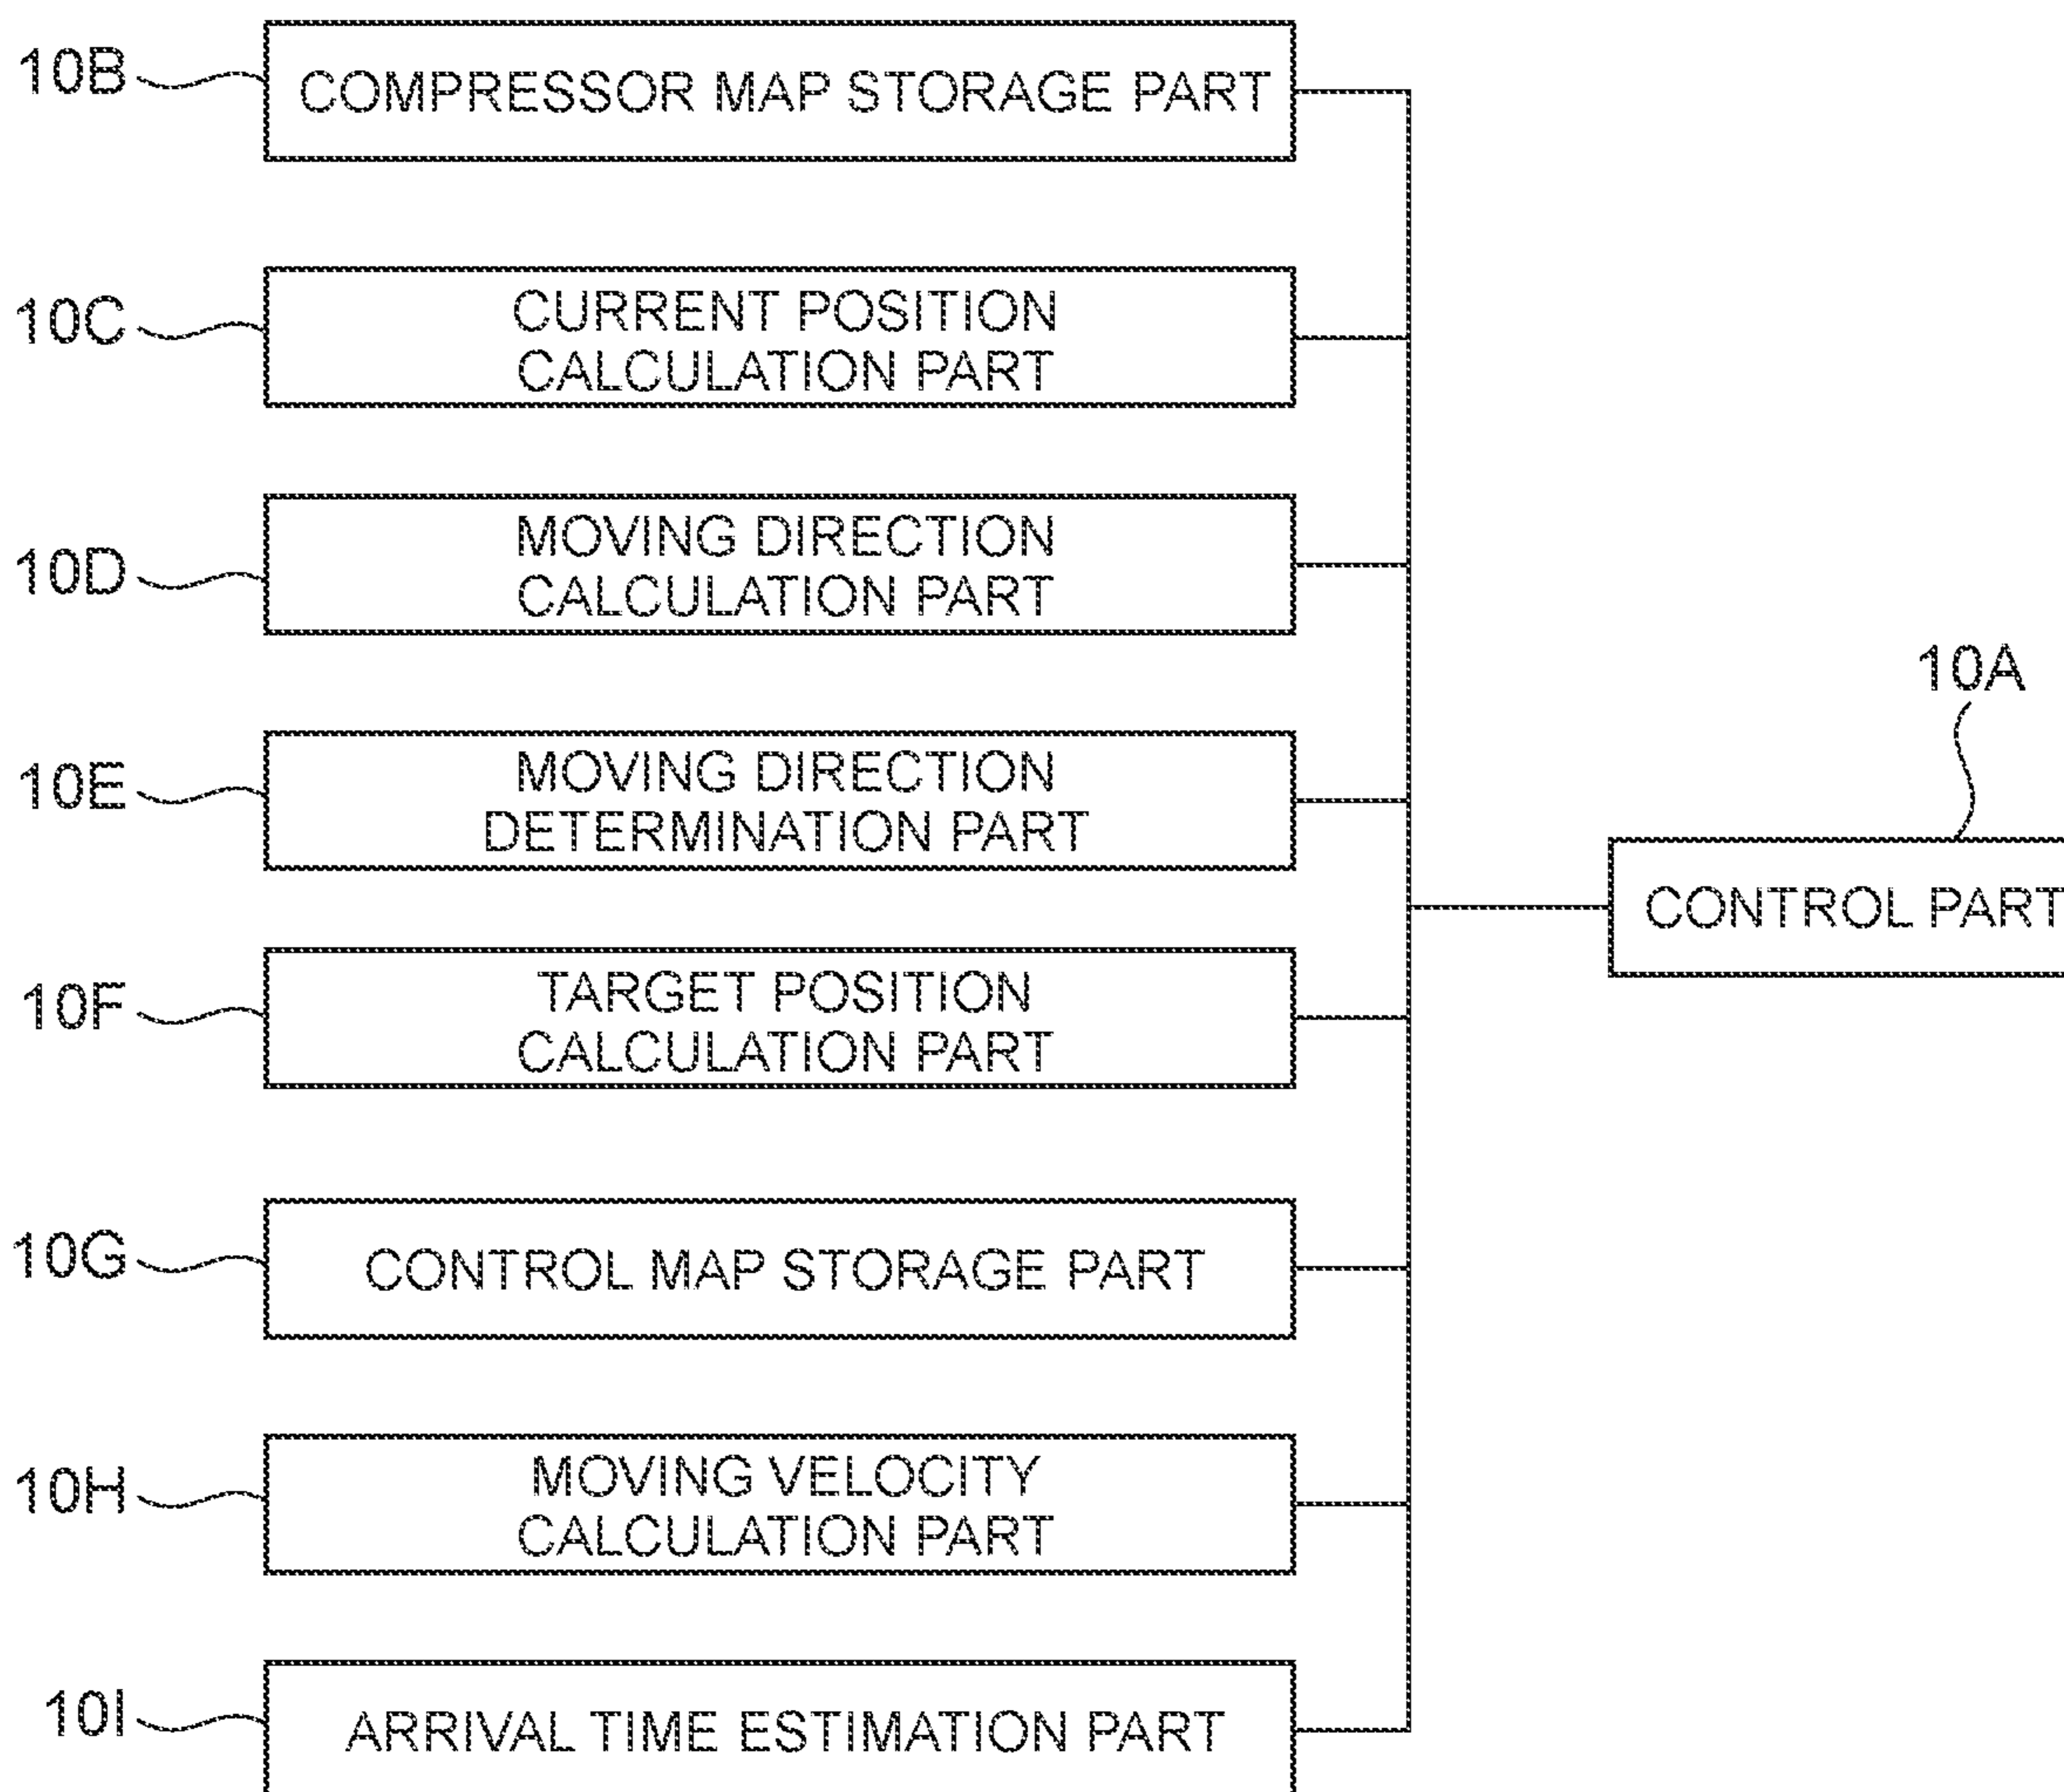 10B
COMPRESSOR MAP STORAGE PART
10C
CURRENT POSITION
CALCULATION PART
10D
MOVING DIRECTION
CALCULATION PART
10E
MOVING DIRECTION
DETERMINATION PART
10A
CONTROL PART
10F
TARGET POSITION
CALCULATION PART
10G
CONTROL MAP STORAGE PART
10H
MOVING VELOCITY
CALCULATION PART
10I
ARRIVAL TIME ESTIMATION PART